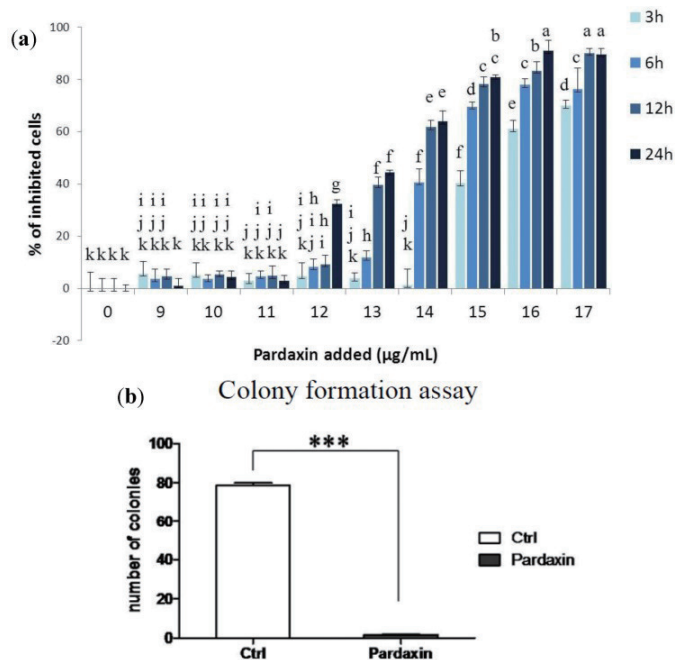 (a)
3h
6h
12h
24h
% of inhibited cells
100
80
60
40
20
0
-20
k k k k
i i i
j j j
k k k k
i i i i
j j j j
k k k k
g
f f
h
f
e e
f
d
c
c
b
e
c
b
a
d
c
a a
0 9 10 11 12 13 14 15 16 17
Pardaxin added (µg/mL)
(b) Colony formation assay
number of colonies
100
80
60
40
20
0
***
Ctrl
Pardaxin
Ctrl Pardaxin